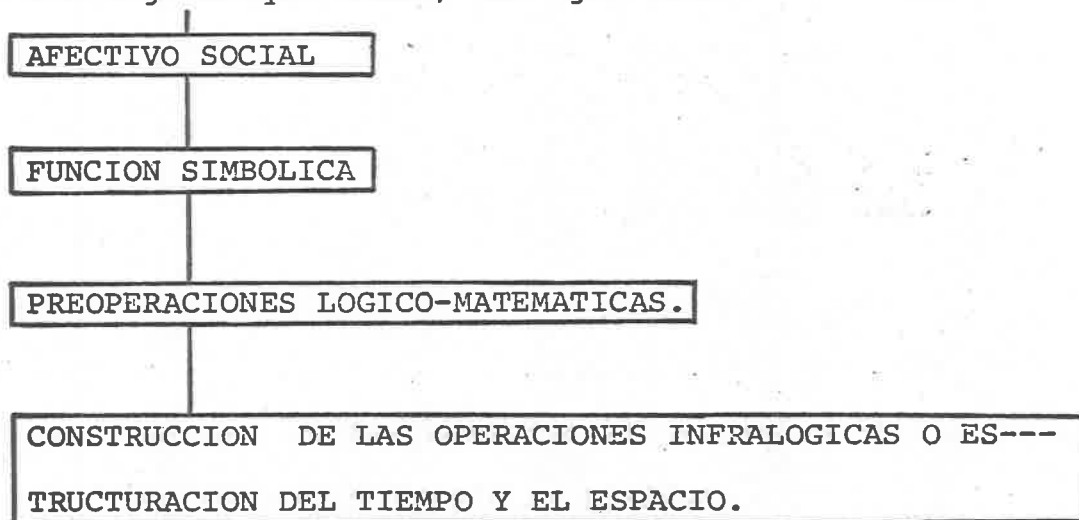 AFECTIVO SOCIAL
FUNCION SIMBOLICA
PREOPERACIONES LOGICO-MATEMATICAS.
CONSTRUCCION DE LAS OPERACIONES INFRALOGICAS O ES---
TRUCTURACION DEL TIEMPO Y EL ESPACIO.